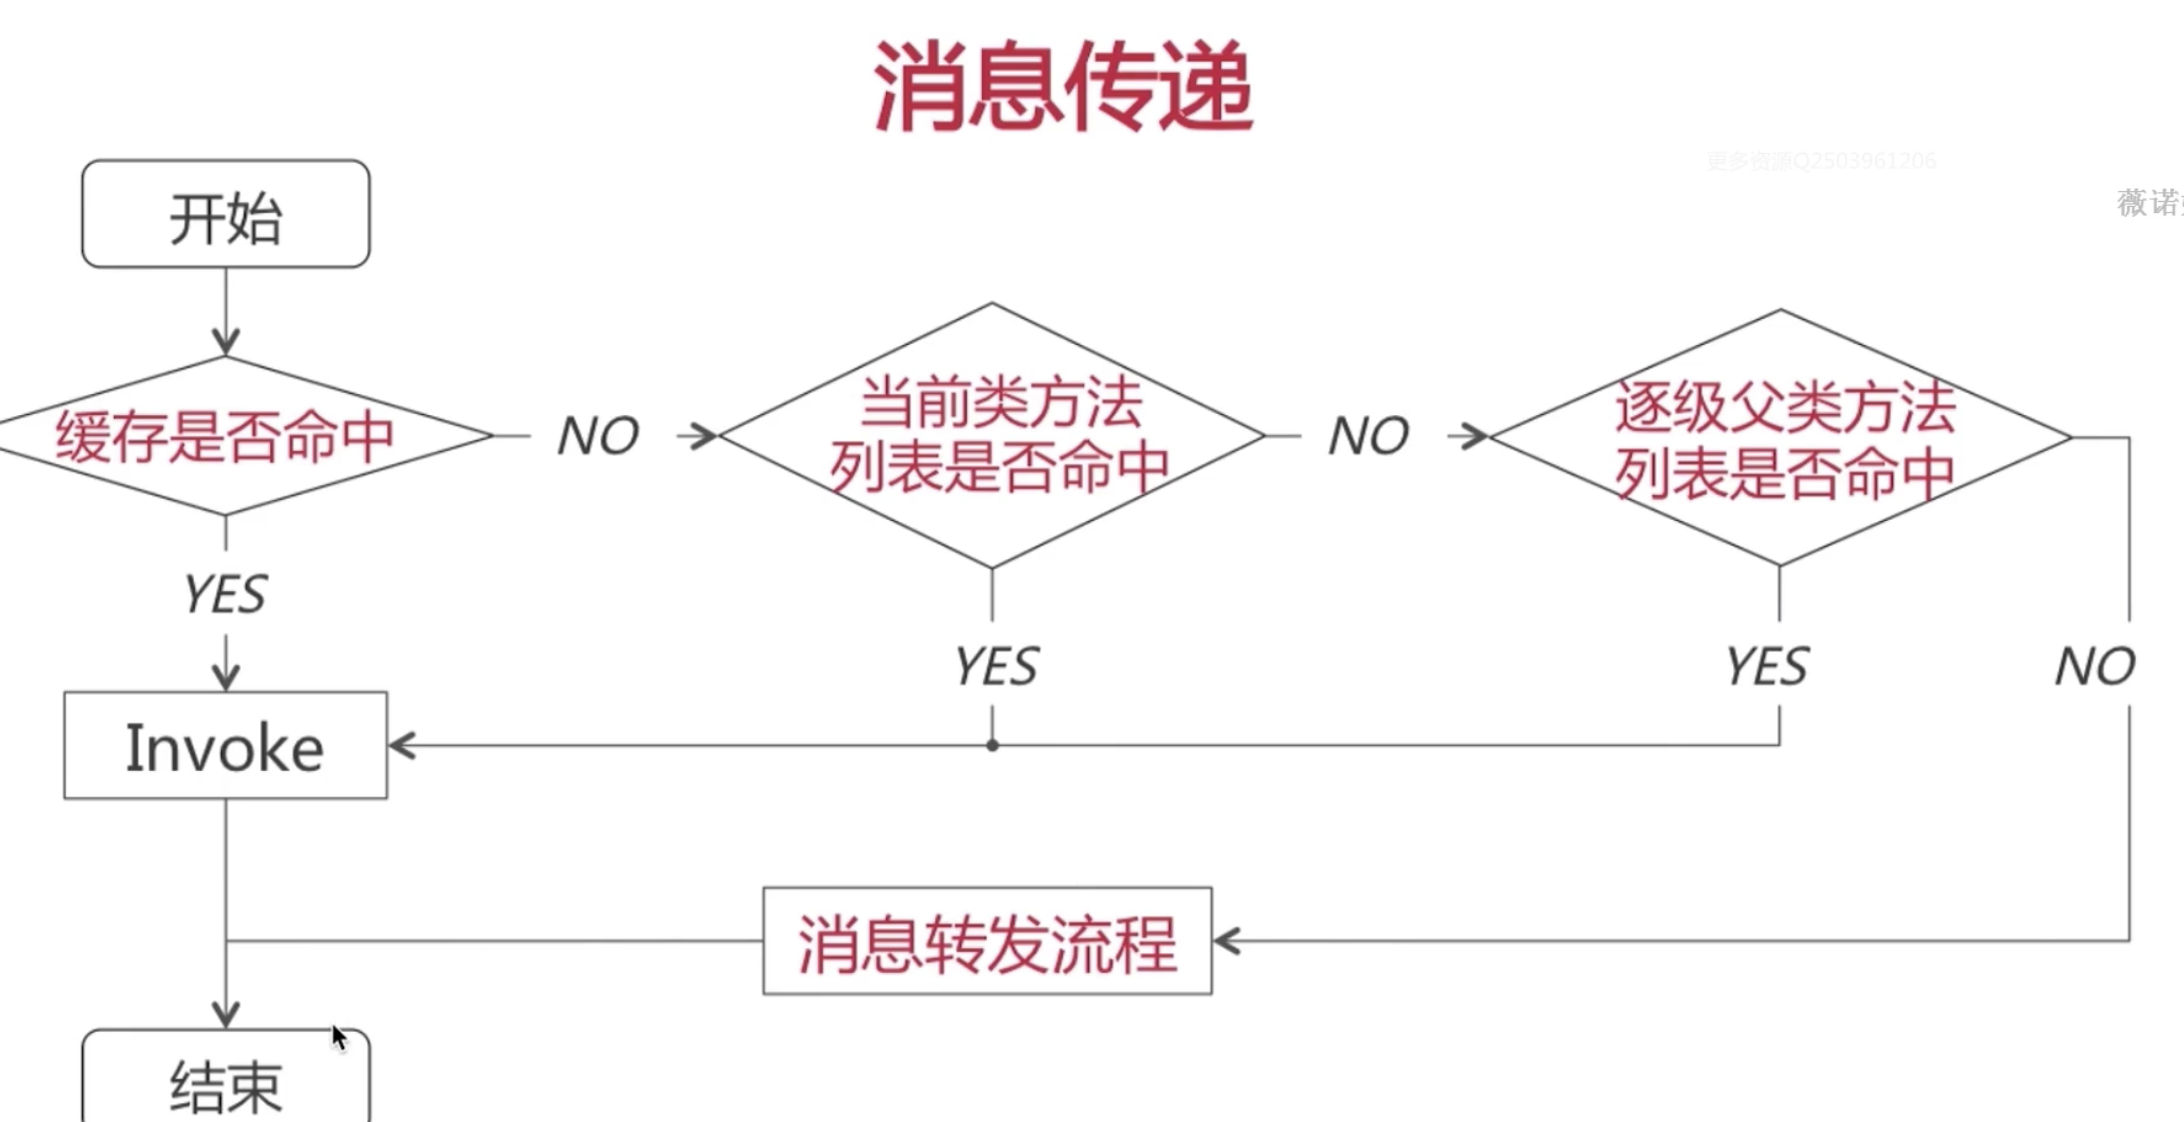 消息传递
更多资源Q2503961206
薇诺
开始
缓存是否命中
NO
当前类方法
列表是否命中
NO
逐级父类方法
列表是否命中
YES
YES
YES
NO
Invoke
消息转发流程
结束